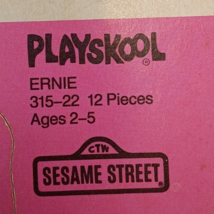 PLAYSKOOL®
ERNIE
315-22 12 Pieces
Ages 2-5
CTW
SESAME STREET®